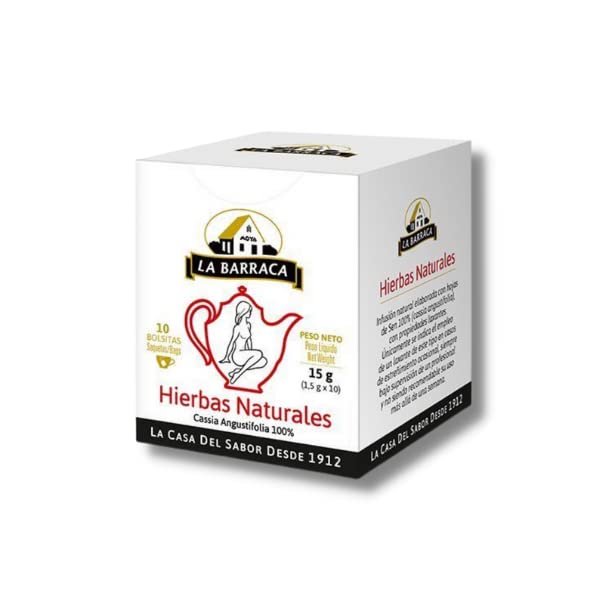 MOYA
LA BARRACA
10
BOLSITAS
Saquetas/Bags
PESO NETO
Peso Líquido
Net Weight
15 g
(1,5 g x 10)
Hierbas Naturales
Cassia Angustifolia 100%
LA CASA DEL SABOR DESDE 1912
LA BARRACA
Hierbas Naturales
Infusión natural elaborada con hojas
de Sen 100% (cassia angustifolia),
con propiedades laxantes.
Únicamente se indica el empleo
de un laxante de este tipo en casos
de estreñimiento ocasional, siempre
bajo supervisión de un profesional
y no siendo recomendable su uso
más allá de una semana.
LA CASA DEL SABOR DESDE 1912